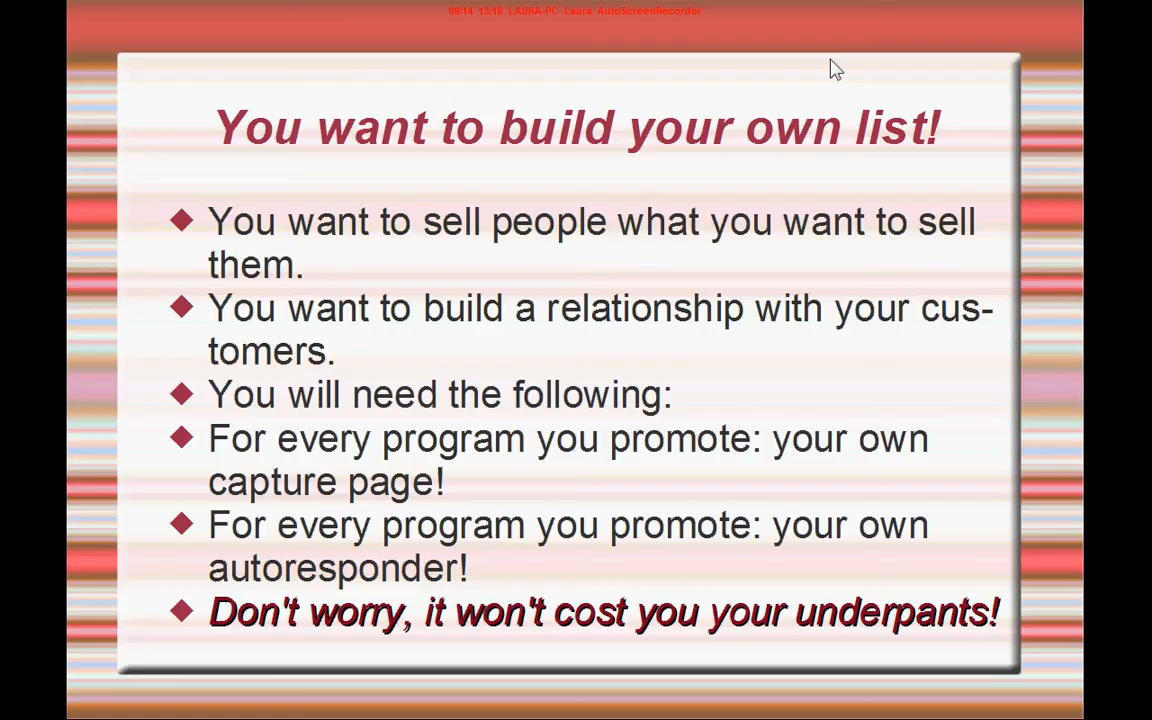 09/14 13:18 LAURA-PC Laura AutoScreenRecorder
You want to build your own list!
You want to sell people what you want to sell
them.
You want to build a relationship with your cus-
tomers.
You will need the following:
For every program you promote: your own
capture page!
For every program you promote: your own
autoresponder!
Don't worry, it won't cost you your underpants!